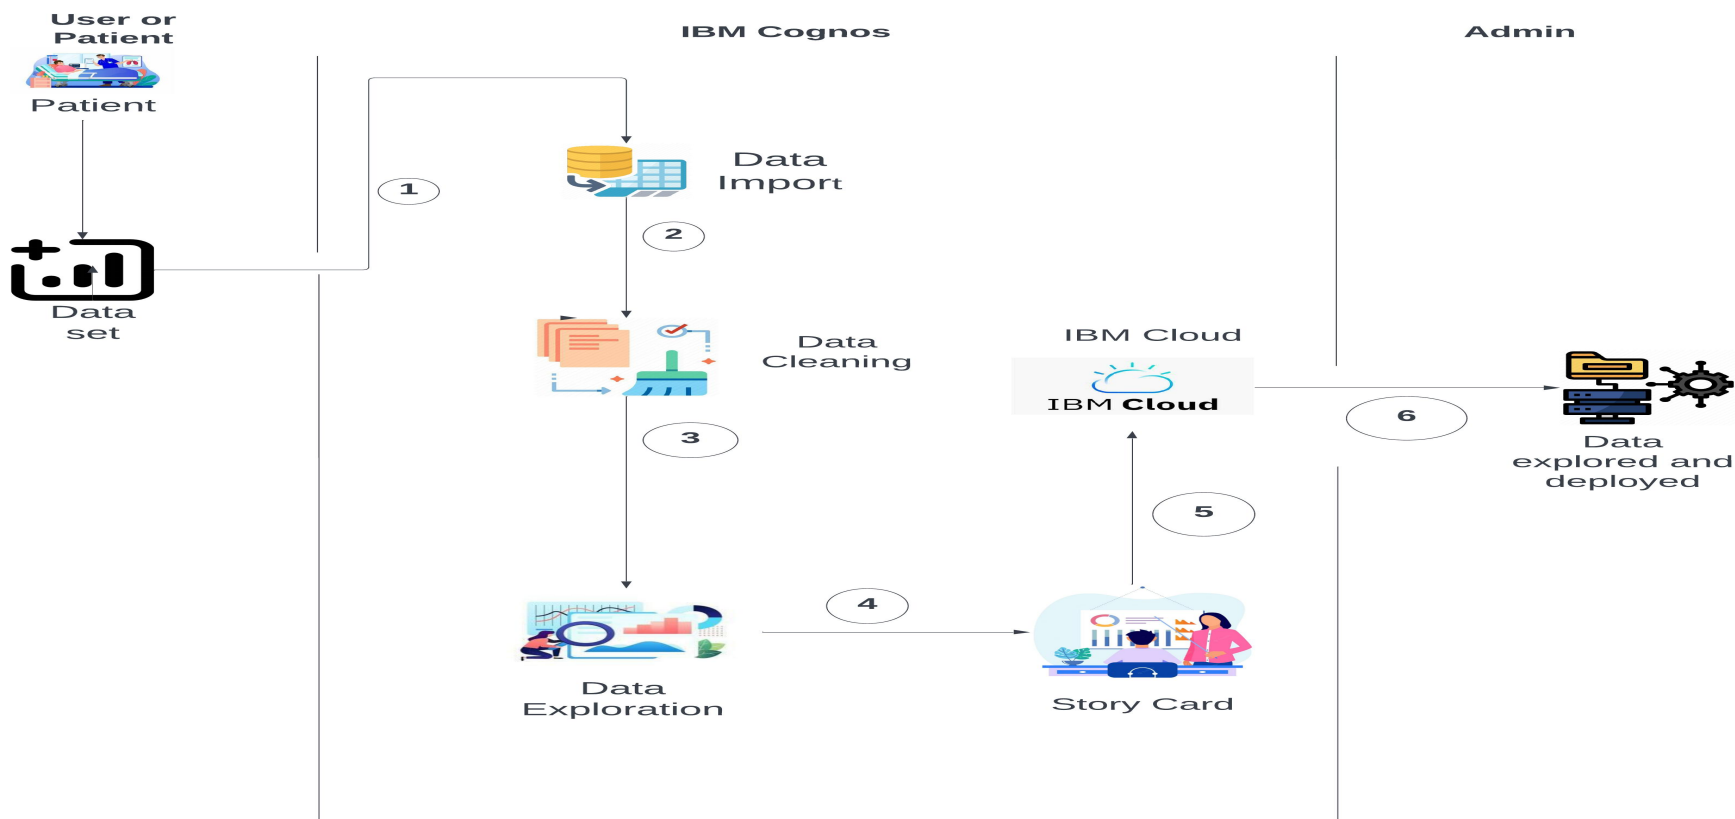 User or
Patient
Patient
Data
set
IBM Cognos
1
Data
Import
2
Data
Cleaning
3
Data
Exploration
4
Story Card
5
IBM Cloud
IBM Cloud
6
Admin
Data
explored and
deployed